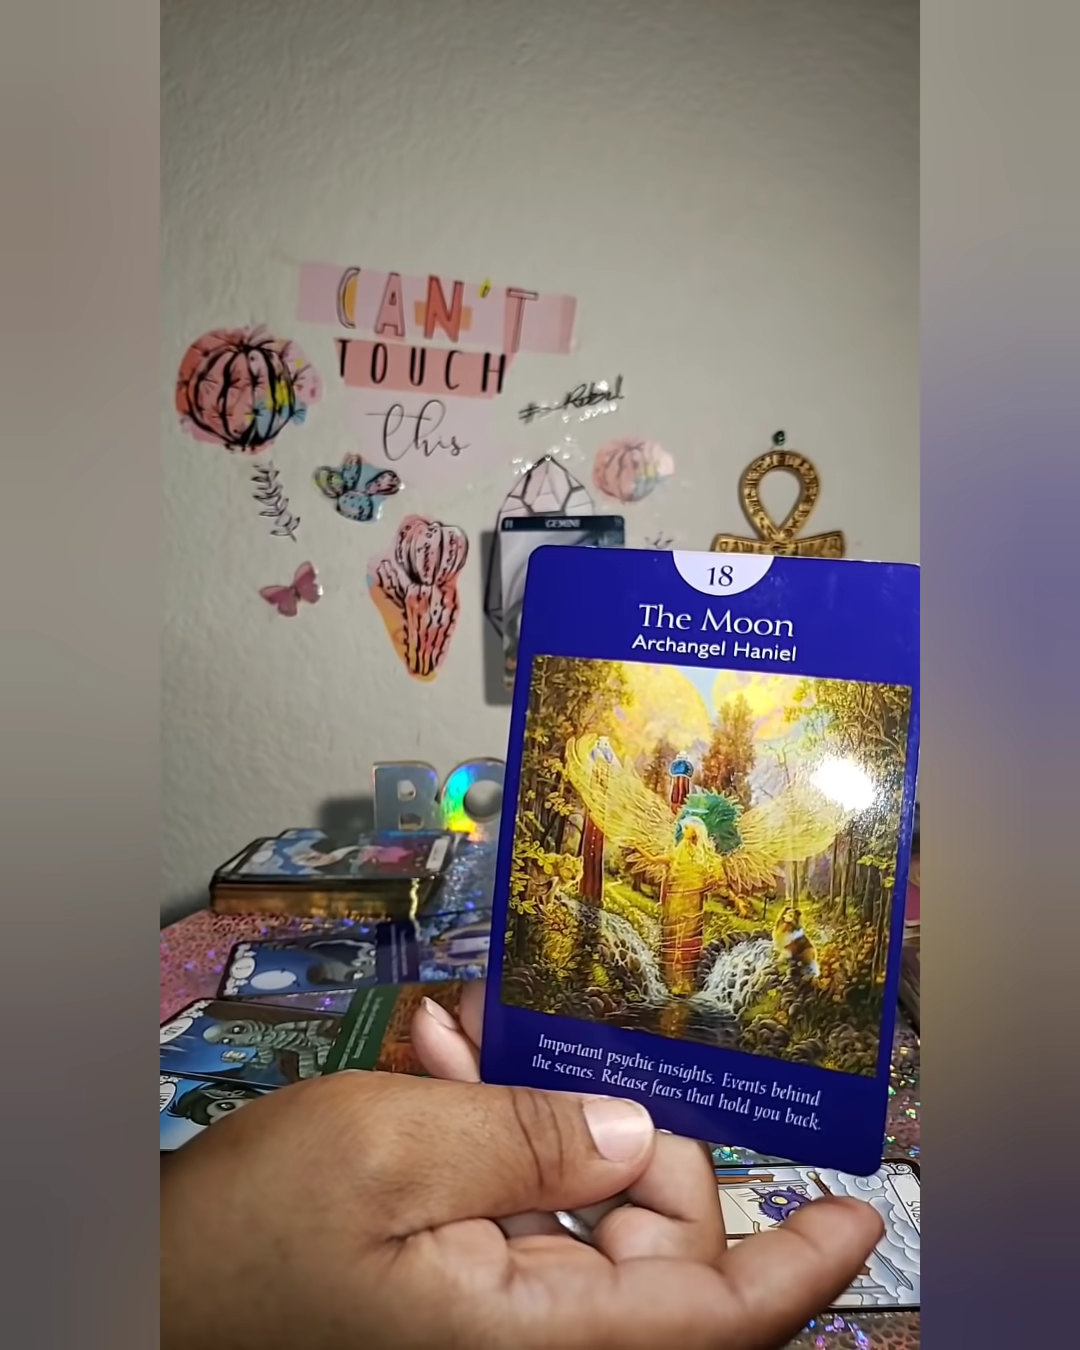 CAN'T
TOUCH
this
GEMINI
18
The Moon
Archangel Haniel
BO
Important psychic insights. Events behind
the scenes. Release fears that hold you back.